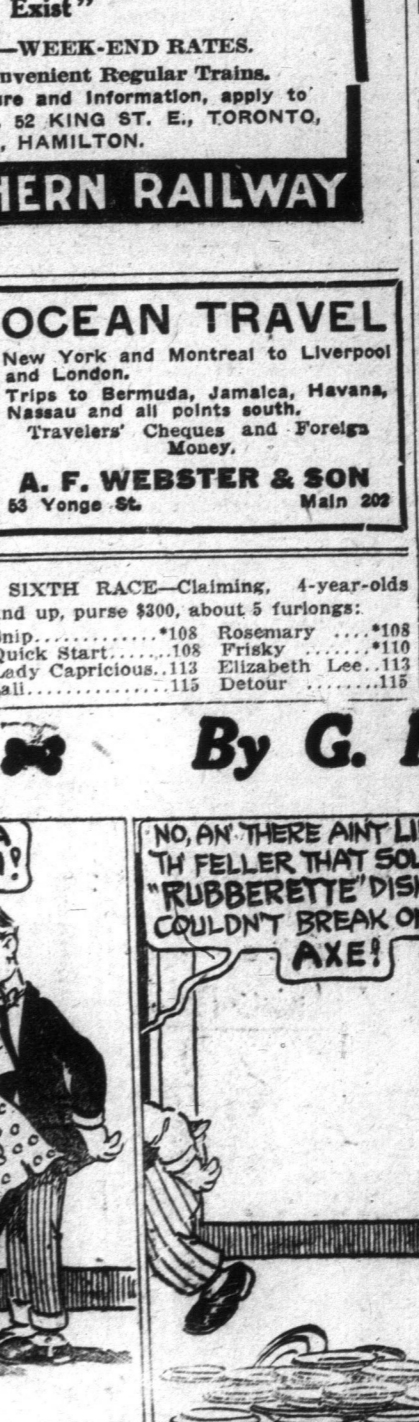 Exist"
—WEEK-END RATES.
nvenient Regular Trains.
ure and Information, apply to
52 KING ST. E., TORONTO,
, HAMILTON.
HERN RAILWAY
OCEAN TRAVEL
New York and Montreal to Liverpool
and London.
Trips to Bermuda, Jamaica, Havana,
Nassau and all points south.
Travelers' Cheques and Foreign
Money.
A. F. WEBSTER & SON
53 Yonge St. Main 202
SIXTH RACE—Claiming, 4-year-olds
nd up, purse $300, about 5 furlongs:
nip............*108 Rosemary ....*108
Quick Start.......108 Frisky .......*110
Lady Capricious..113 Elizabeth Lee..113
ali..............115 Detour ........115
By G.
NO, AN' THERE AINT LI
TH FELLER THAT SOL
"RUBBERETTE" DISH
COULDN'T BREAK O
AXE!